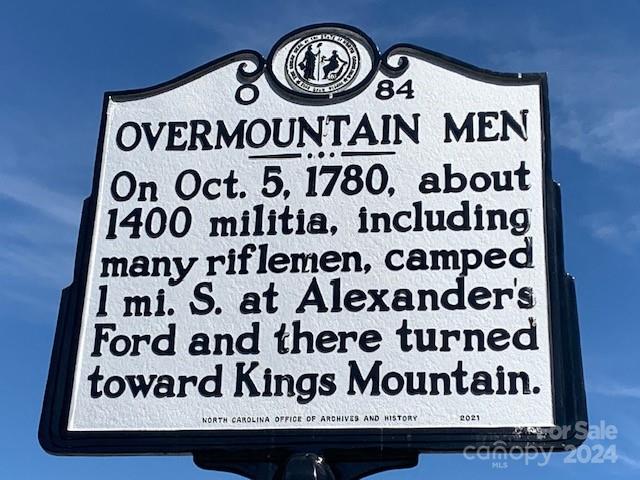 O 84
OVERMOUNTAIN MEN
On Oct. 5, 1780, about
1400 militia, including
many riflemen, camped
1 mi. S. at Alexander's
Ford and there turned
toward Kings Mountain.
NORTH CAROLINA OFFICE OF ARCHIVES AND HISTORY 2021
For Sale
canopy 2024
MLS